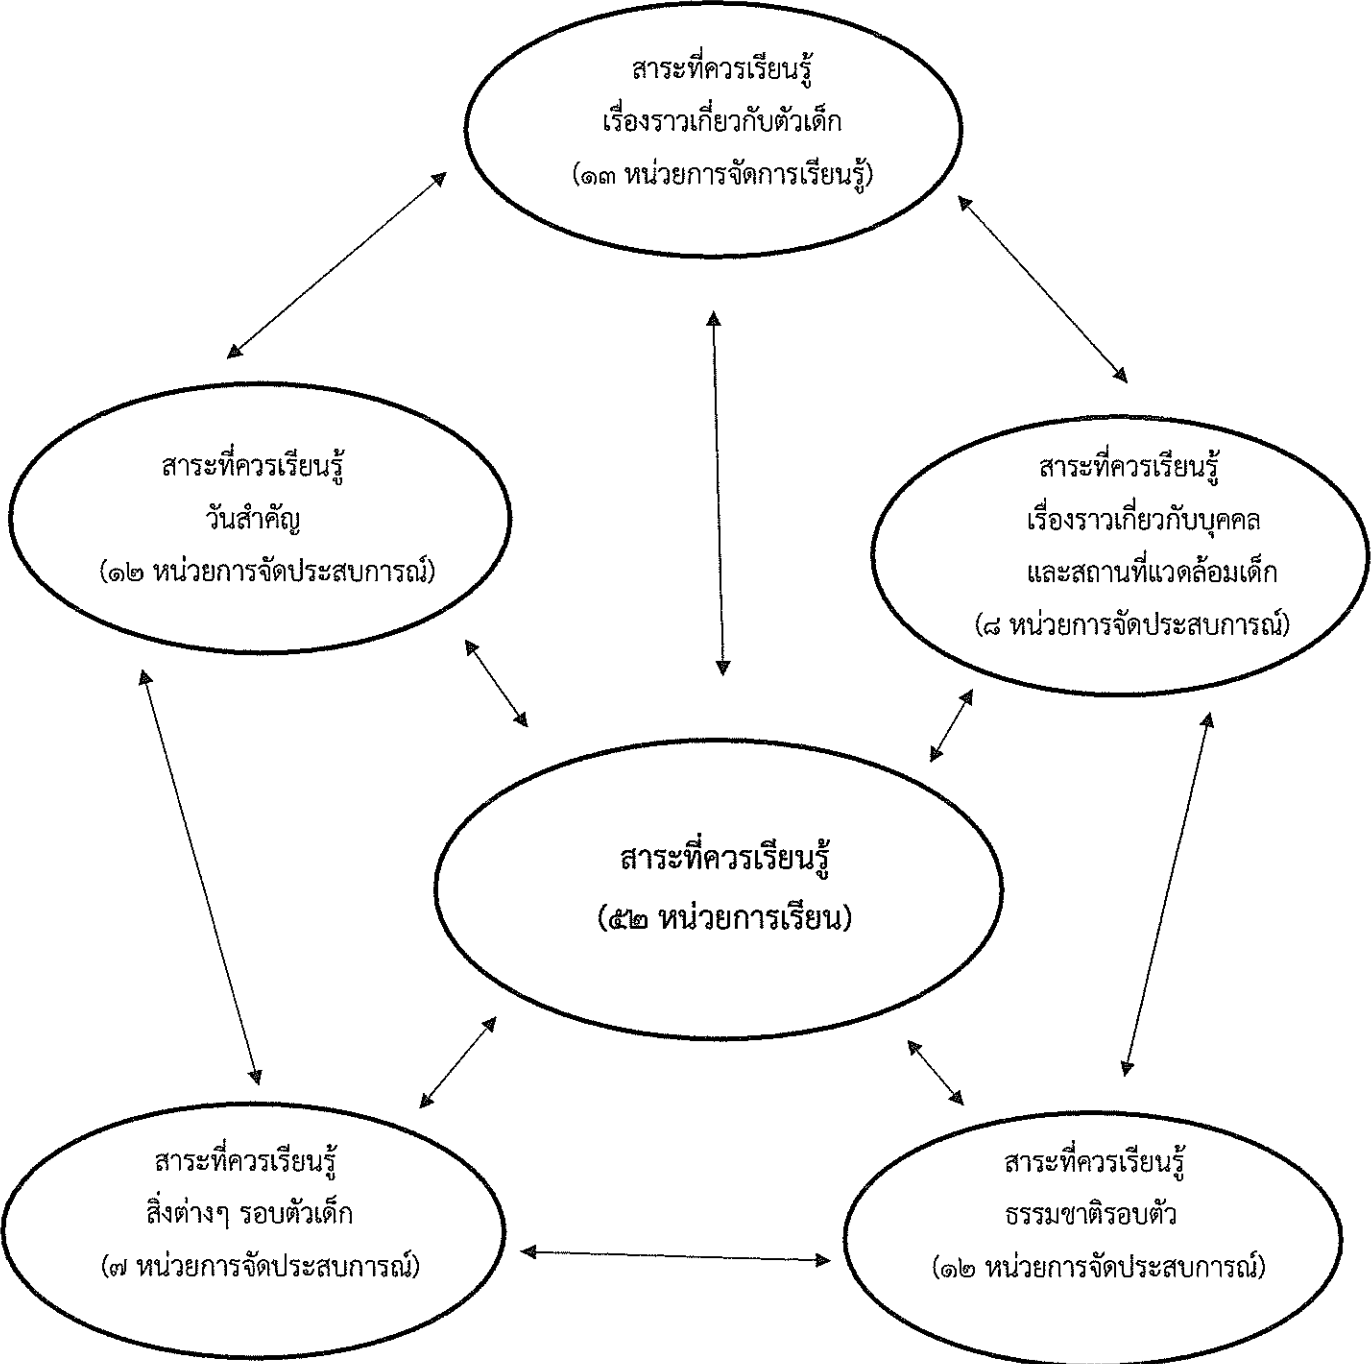 สาระที่ควรเรียนรู้
เรื่องราวเกี่ยวกับตัวเด็ก
(๑๓ หน่วยการจัดการเรียนรู้)
สาระที่ควรเรียนรู้
วันสำคัญ
(๑๒ หน่วยการจัดประสบการณ์)
สาระที่ควรเรียนรู้
เรื่องราวเกี่ยวกับบุคคล
และสถานที่แวดล้อมเด็ก
(๘ หน่วยการจัดประสบการณ์)
สาระที่ควรเรียนรู้
(๕๒ หน่วยการเรียน)
สาระที่ควรเรียนรู้
สิ่งต่างๆ รอบตัวเด็ก
(๗ หน่วยการจัดประสบการณ์)
สาระที่ควรเรียนรู้
ธรรมชาติรอบตัว
(๑๒ หน่วยการจัดประสบการณ์)